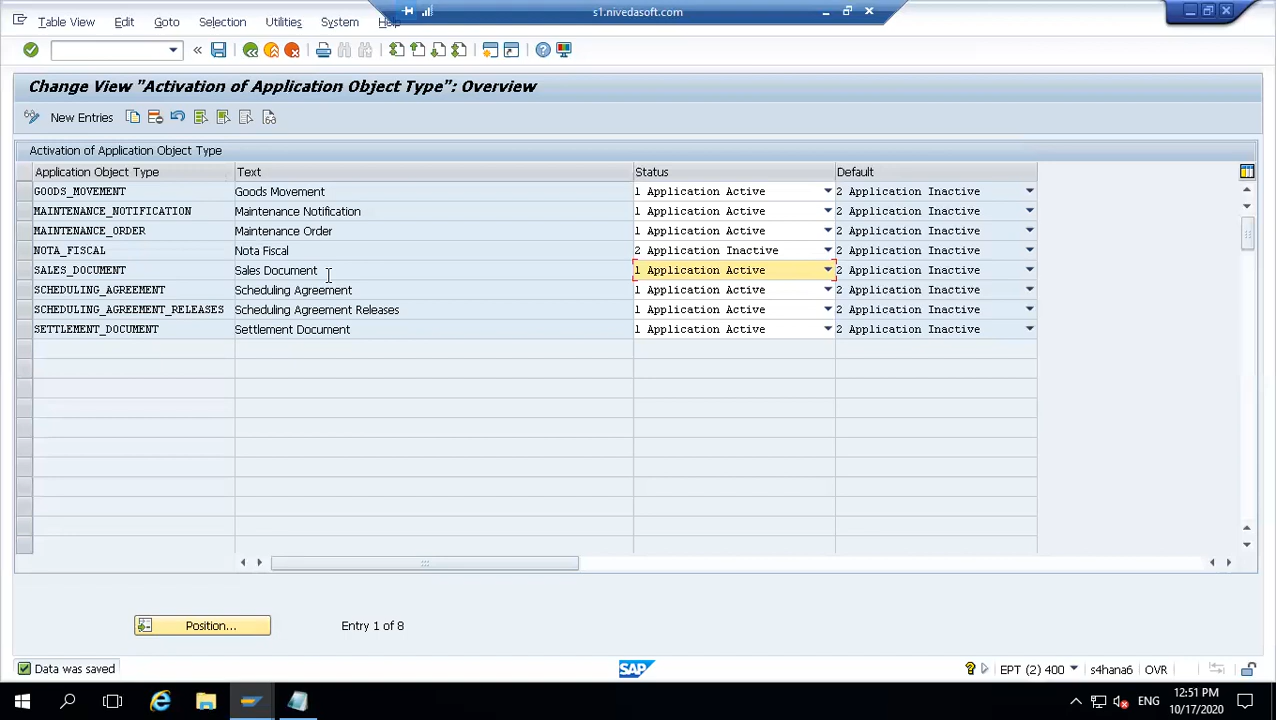 s1.nivedasoft.com
Table View Edit Goto Selection Utilities System Help
Change View "Activation of Application Object Type": Overview
New Entries
Activation of Application Object Type
Application Object Type Text Status Default
GOODS_MOVEMENT Goods Movement 1 Application Active 2 Application Inactive
MAINTENANCE_NOTIFICATION Maintenance Notification 1 Application Active 2 Application Inactive
MAINTENANCE_ORDER Maintenance Order 1 Application Active 2 Application Inactive
NOTA_FISCAL Nota Fiscal 2 Application Inactive 2 Application Inactive
SALES_DOCUMENT Sales Document 1 Application Active 2 Application Inactive
SCHEDULING_AGREEMENT Scheduling Agreement 1 Application Active 2 Application Inactive
SCHEDULING_AGREEMENT_RELEASES Scheduling Agreement Releases 1 Application Active 2 Application Inactive
SETTLEMENT_DOCUMENT Settlement Document 1 Application Active 2 Application Inactive
Position... Entry 1 of 8
Data was saved SAP EPT (2) 400 s4hana6 OVR
ENG 12:51 PM
10/17/2020